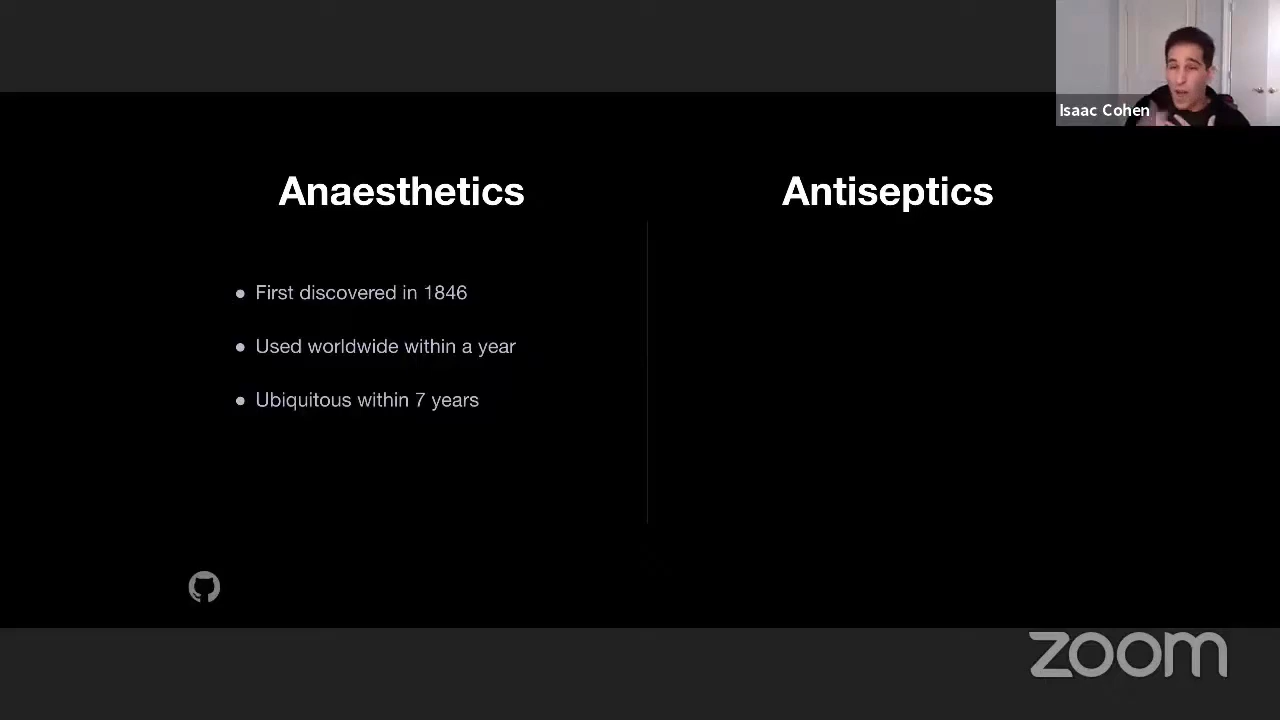 Isaac Cohen
Anaesthetics
● First discovered in 1846
● Used worldwide within a year
● Ubiquitous within 7 years
Antiseptics
zoom